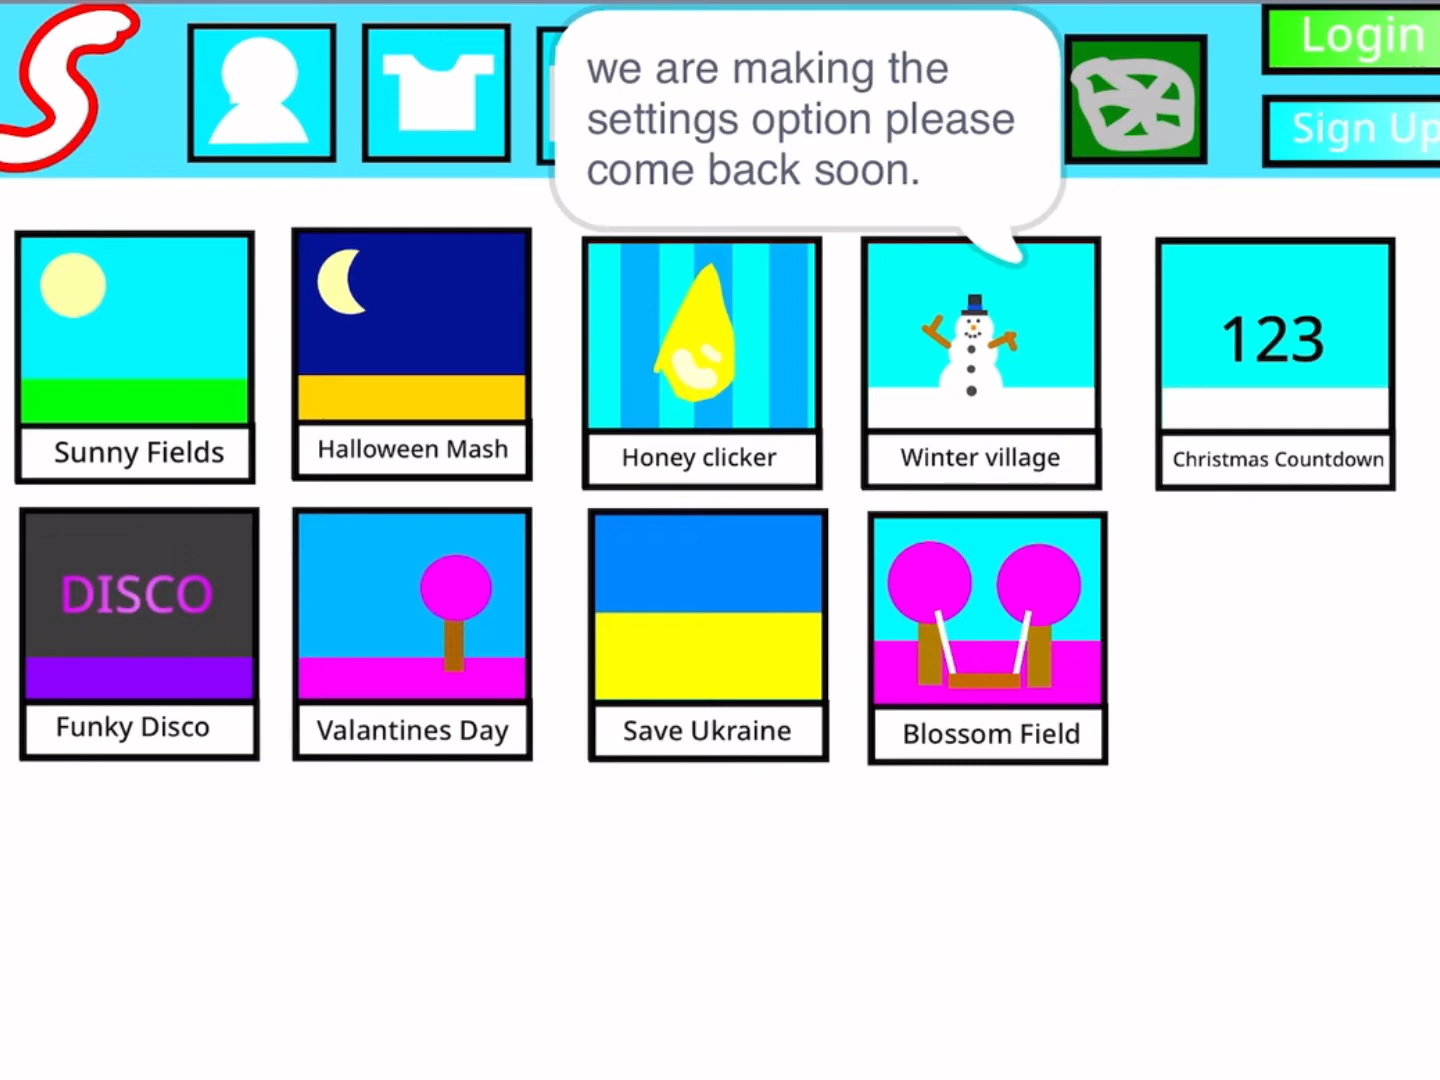 Login
we are making the
settings option please
come back soon.
Sign Up
123
Sunny Fields
Halloween Mash
Honey clicker
Winter village
Christmas Countdown
DISCO
Funky Disco
Valantines Day
Save Ukraine
Blossom Field